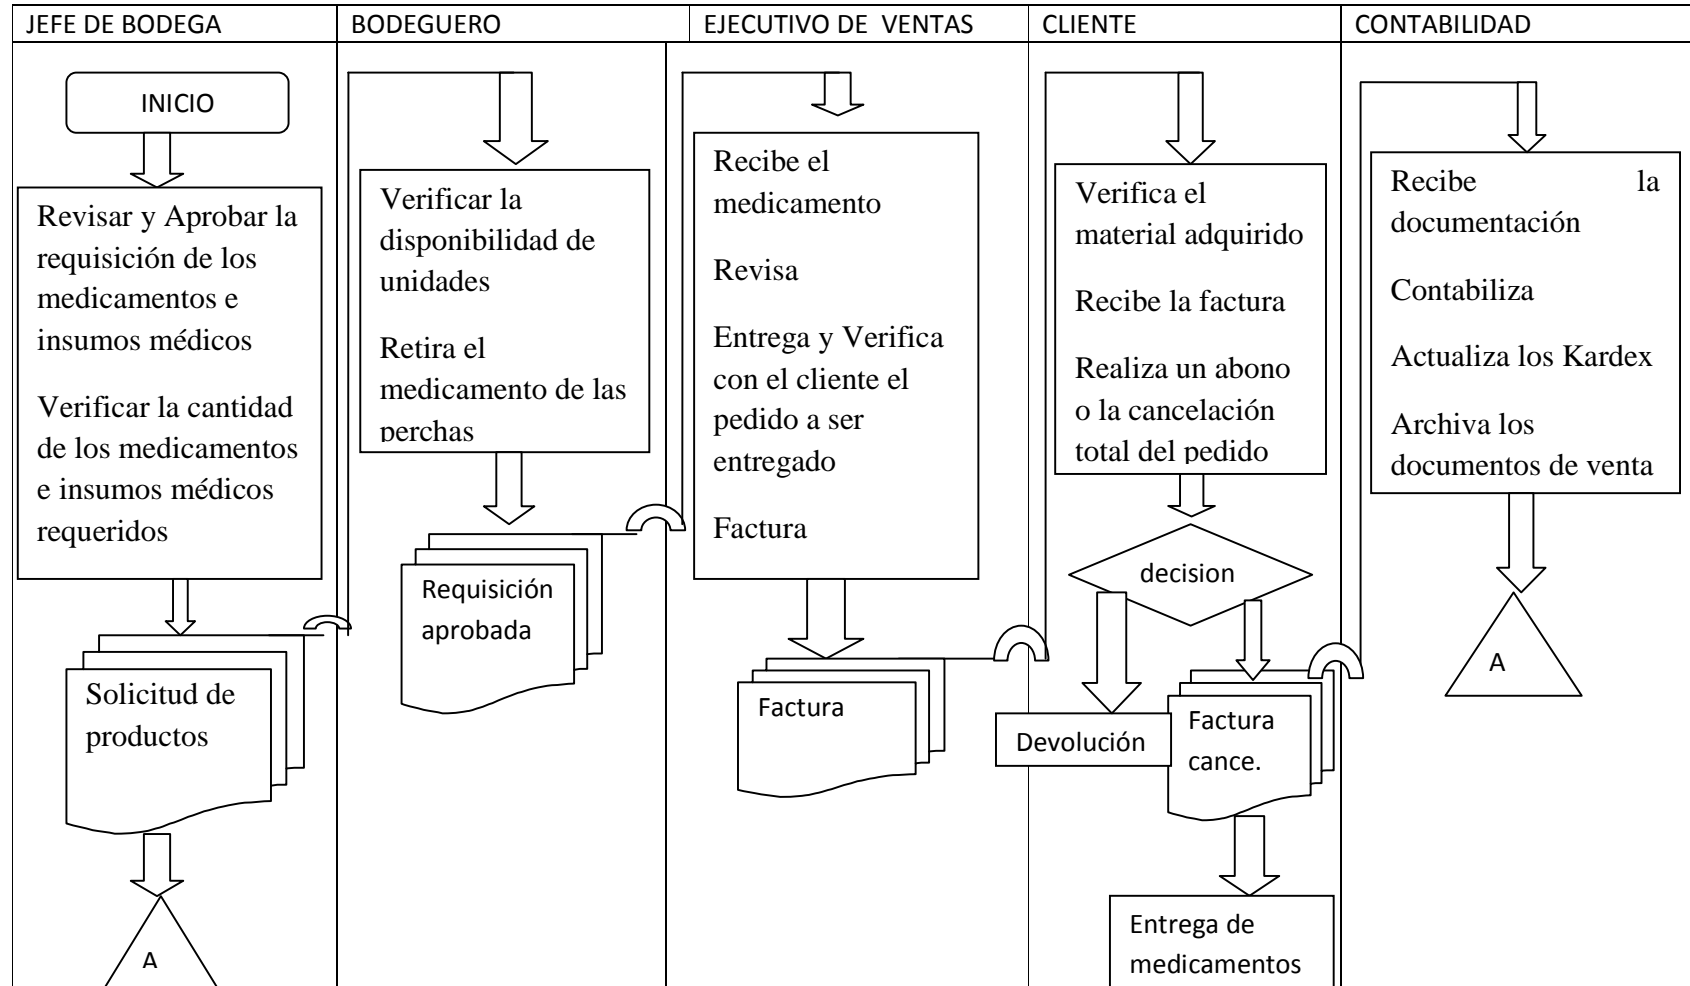 JEFE DE BODEGA
BODEGUERO
EJECUTIVO DE VENTAS
CLIENTE
CONTABILIDAD
INICIO
Revisar y Aprobar la
requisición de los
medicamentos e
insumos médicos
Verificar la cantidad
de los medicamentos
e insumos médicos
requeridos
Solicitud de
productos
A
Verificar la
disponibilidad de
unidades
Retira el
medicamento de las
perchas
Requisición
aprobada
Recibe el
medicamento
Revisa
Entrega y Verifica
con el cliente el
pedido a ser
entregado
Factura
Factura
Verifica el
material adquirido
Recibe la factura
Realiza un abono
o la cancelación
total del pedido
decision
Devolución
Factura
cance.
Entrega de
medicamentos
Recibe la
documentación
Contabiliza
Actualiza los Kardex
Archiva los
documentos de venta
A